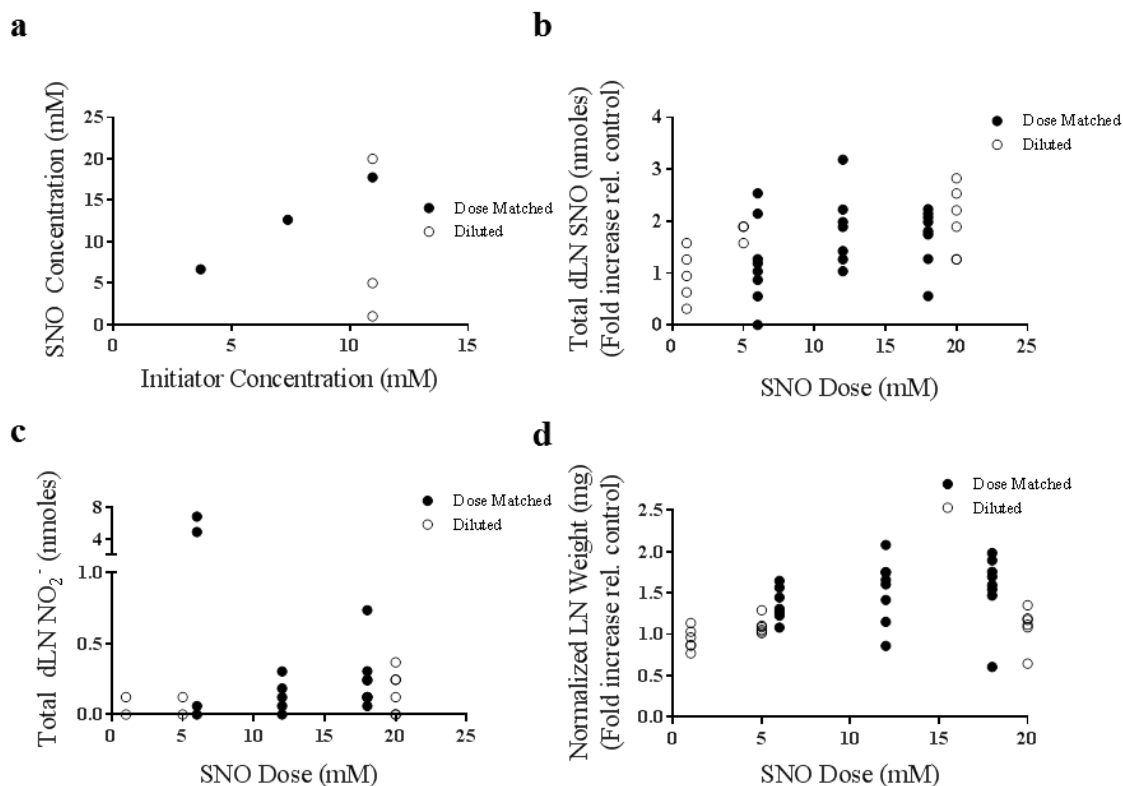 a
SNO Concentration (mM)
25
20
15
10
5
0
0 5 10 15
Initiator Concentration (mM)
Dose Matched
Diluted
b
Total dLN SNO (nmoles)
(Fold increase rel. control)
4
3
2
1
0
0 5 10 15 20 25
SNO Dose (mM)
Dose Matched
Diluted
c
Total dLN NO2- (nmoles)
8
4
1.0
0.5
0.0
0 5 10 15 20 25
SNO Dose (mM)
Dose Matched
Diluted
d
Normalized LN Weight (mg)
(Fold increase rel. control)
2.5
2.0
1.5
1.0
0.5
0.0
0 5 10 15 20
SNO Dose (mM)
Dose Matched
Diluted